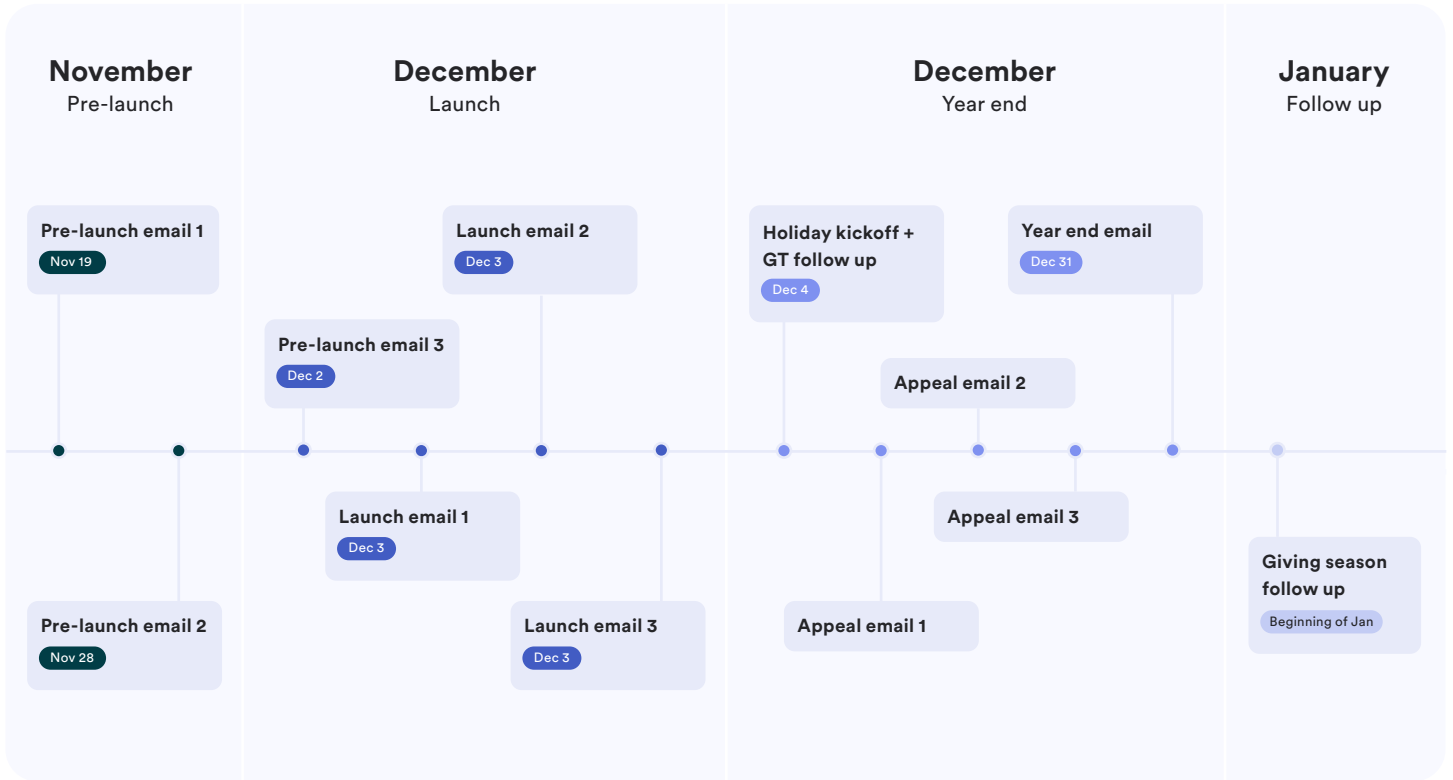 November
Pre-launch
December
Launch
December
Year end
January
Follow up
Pre-launch email 1
Nov 19
Pre-launch email 2
Nov 28
Pre-launch email 3
Dec 2
Launch email 1
Dec 3
Launch email 2
Dec 3
Launch email 3
Dec 3
Holiday kickoff +
GT follow up
Dec 4
Appeal email 1
Appeal email 2
Appeal email 3
Year end email
Dec 31
Giving season
follow up
Beginning of Jan